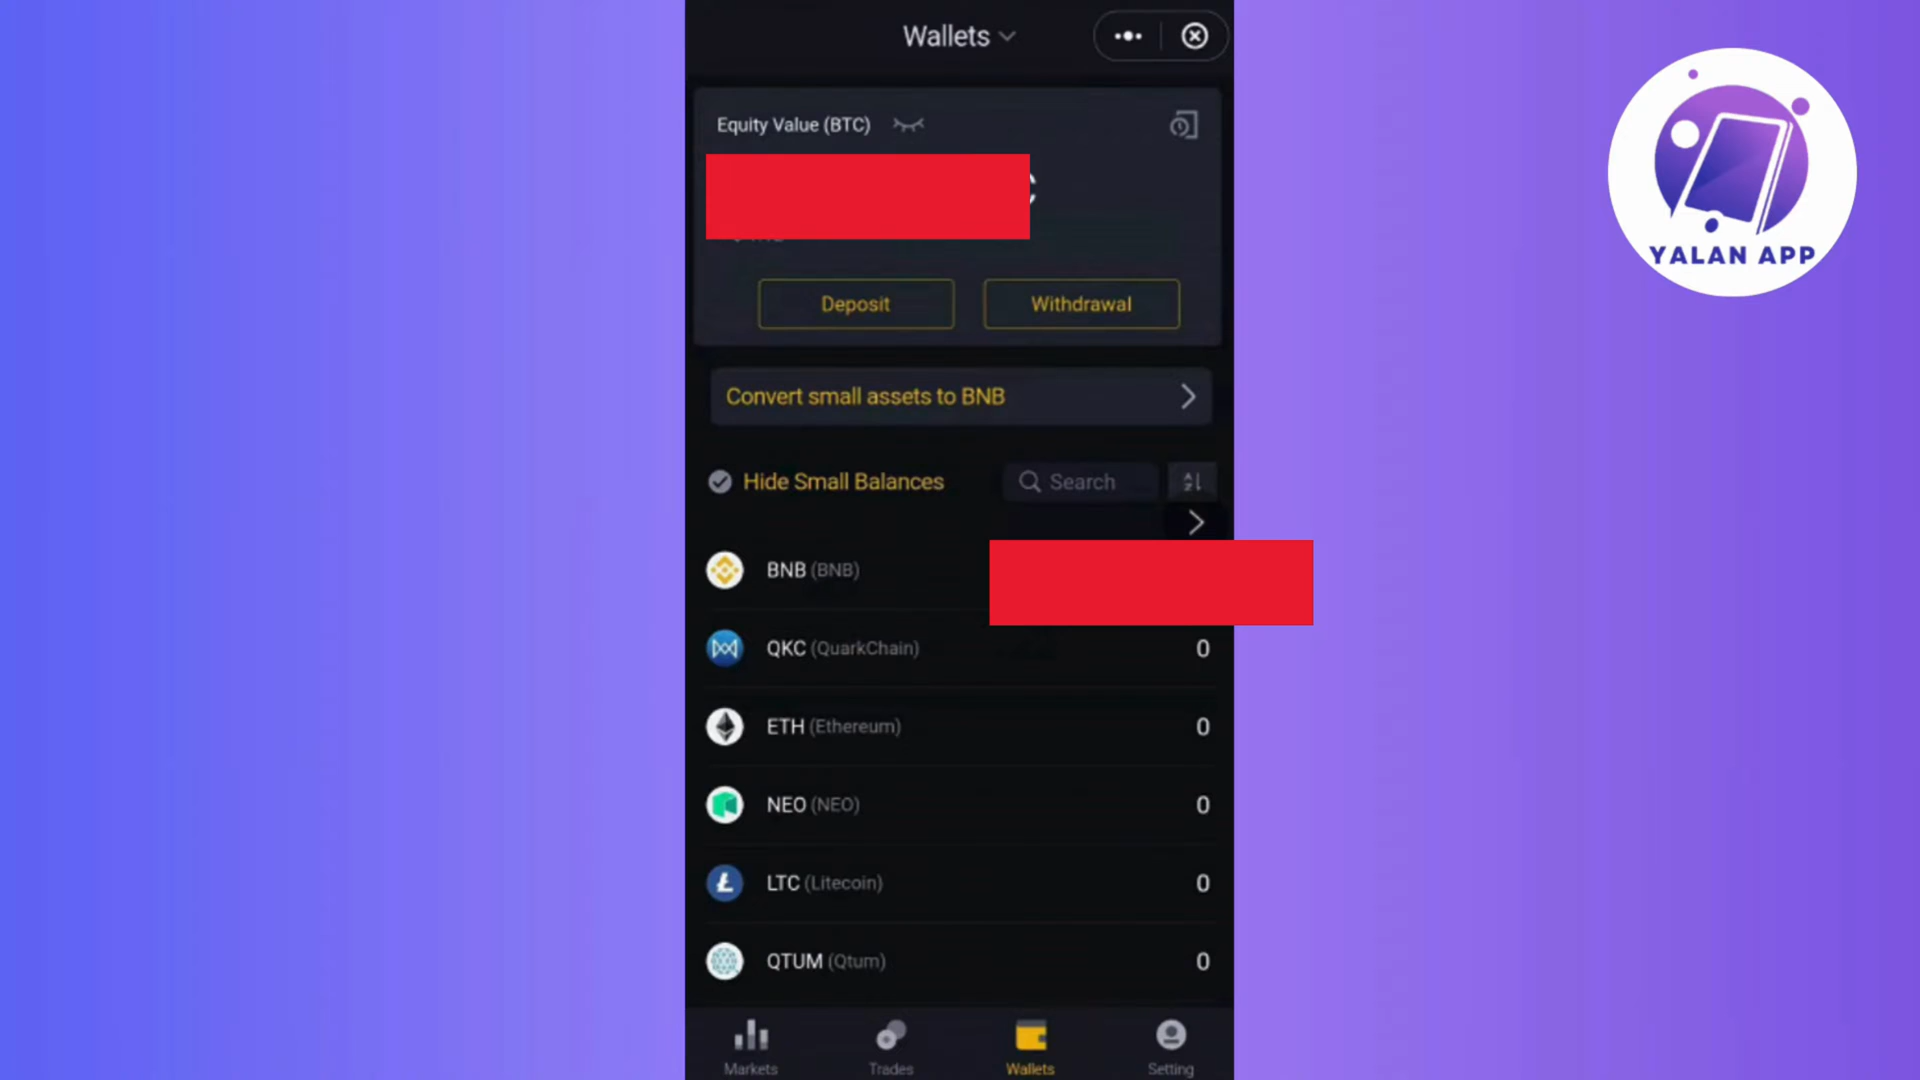 Wallets
Equity Value (BTC)
Deposit
Withdrawal
Convert small assets to BNB
Hide Small Balances
Search
BNB (BNB)
QKC (QuarkChain)
0
ETH (Ethereum)
0
NEO (NEO)
0
LTC (Litecoin)
0
QTUM (Qtum)
0
Markets
Trades
Wallets
Setting
YALAN APP